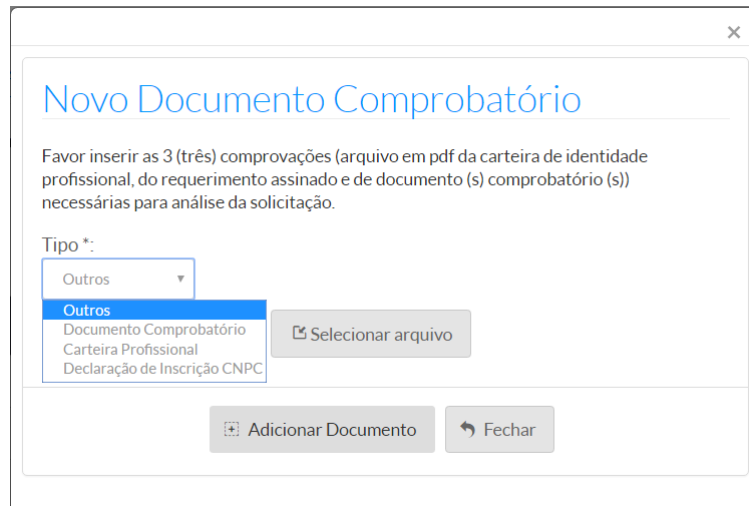 ×
Novo Documento Comprobatório
Favor inserir as 3 (três) comprovações (arquivo em pdf da carteira de identidade
profissional, do requerimento assinado e de documento (s) comprobatório (s))
necessárias para análise da solicitação.
Tipo *:
Outros
Outros
Documento Comprobatório
Carteira Profissional
Declaração de Inscrição CNPC
Selecionar arquivo
Adicionar Documento
Fechar